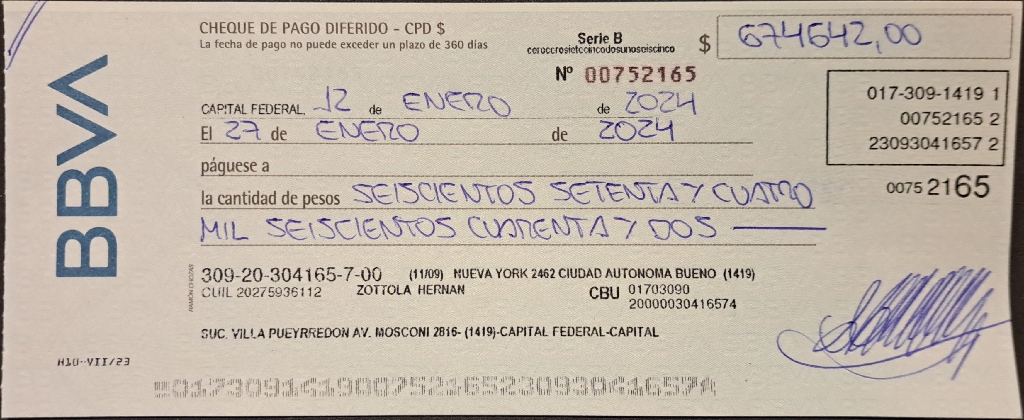 BBVA
CHEQUE DE PAGO DIFERIDO - CPD $
La fecha de pago no puede exceder un plazo de 360 días
Serie B
cerocerosietecincodosunoseiscinco
$ 674642,00
Nº 00752165
017-309-1419 1
00752165 2
23093041657 2
CAPITAL FEDERAL, 12 de ENERO de 2024
El 27 de ENERO de 2024
páguese a
0075 2165
la cantidad de pesos SEISCIENTOS SETENTA Y CUATRO
MIL SEISCIENTOS CUARENTA Y DOS
309-20-304165-7-00 (11/09) NUEVA YORK 2462 CIUDAD AUTONOMA BUENO (1419)
CUIL 20275936112 ZOTTOLA HERNAN CBU 01703090
20000030416574
SUC. VILLA PUEYRREDON AV. MOSCONI 2816- (1419)-CAPITAL FEDERAL-CAPITAL
H10-VII/23
017309141900752165230930416574